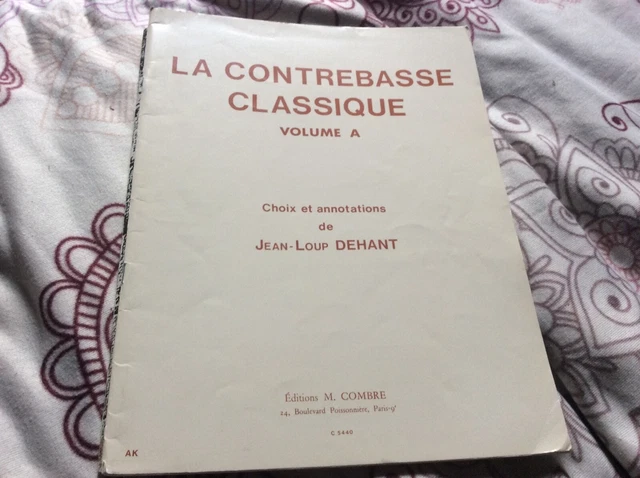 LA CONTREBASSE
CLASSIQUE
VOLUME A
Choix et annotations
de
JEAN-LOUP DEHANT
Éditions M. COMBRE
24, Boulevard Poissonnière, Paris-9ᵉ
C 5440
AK